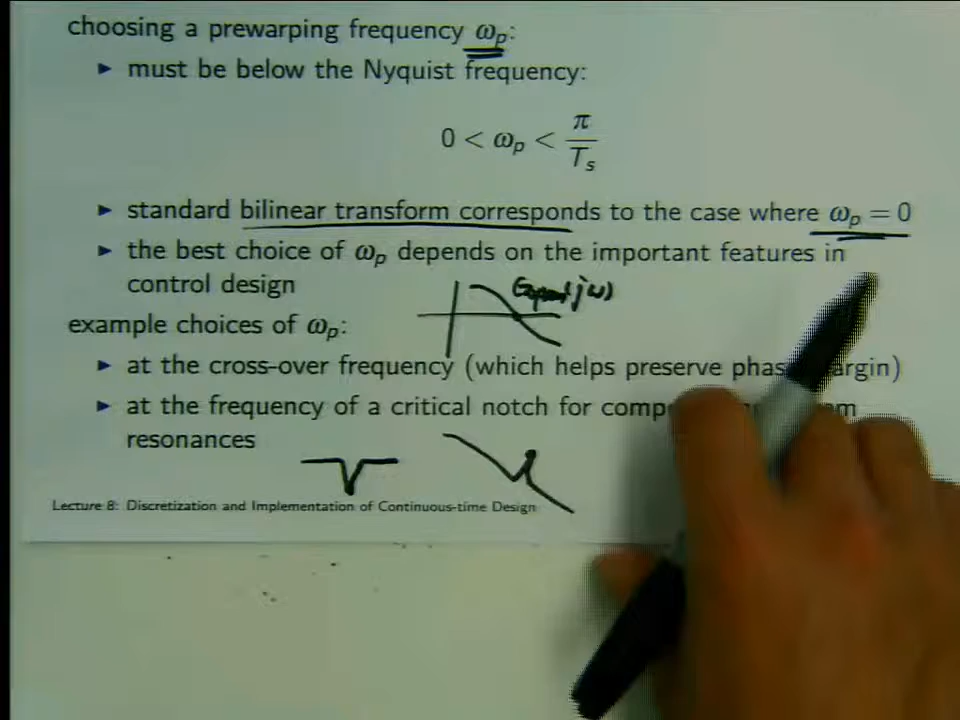 choosing a prewarping frequency ωₚ:
▶ must be below the Nyquist frequency:
0 < ωₚ < π/Tₛ
▶ standard bilinear transform corresponds to the case where ωₚ = 0
▶ the best choice of ωₚ depends on the important features in
control design
example choices of ωₚ:
▶ at the cross-over frequency (which helps preserve
▶ at the frequency of a critical notch for
resonances
Lecture 8: Discretization and Implementation of Continuous-time Design